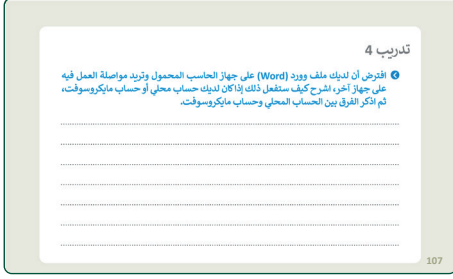 تدريب 4
افترض أن لديك ملف وورد (Word) على جهاز الحاسب المحمول وتريد مواصلة العمل فيه
على جهاز آخر، اشرح كيف ستفعل ذلك إذا كان لديك حساب محلي أو حساب مايكروسوفت،
ثم اذكر الفرق بين الحساب المحلي وحساب مايكروسوفت.
107